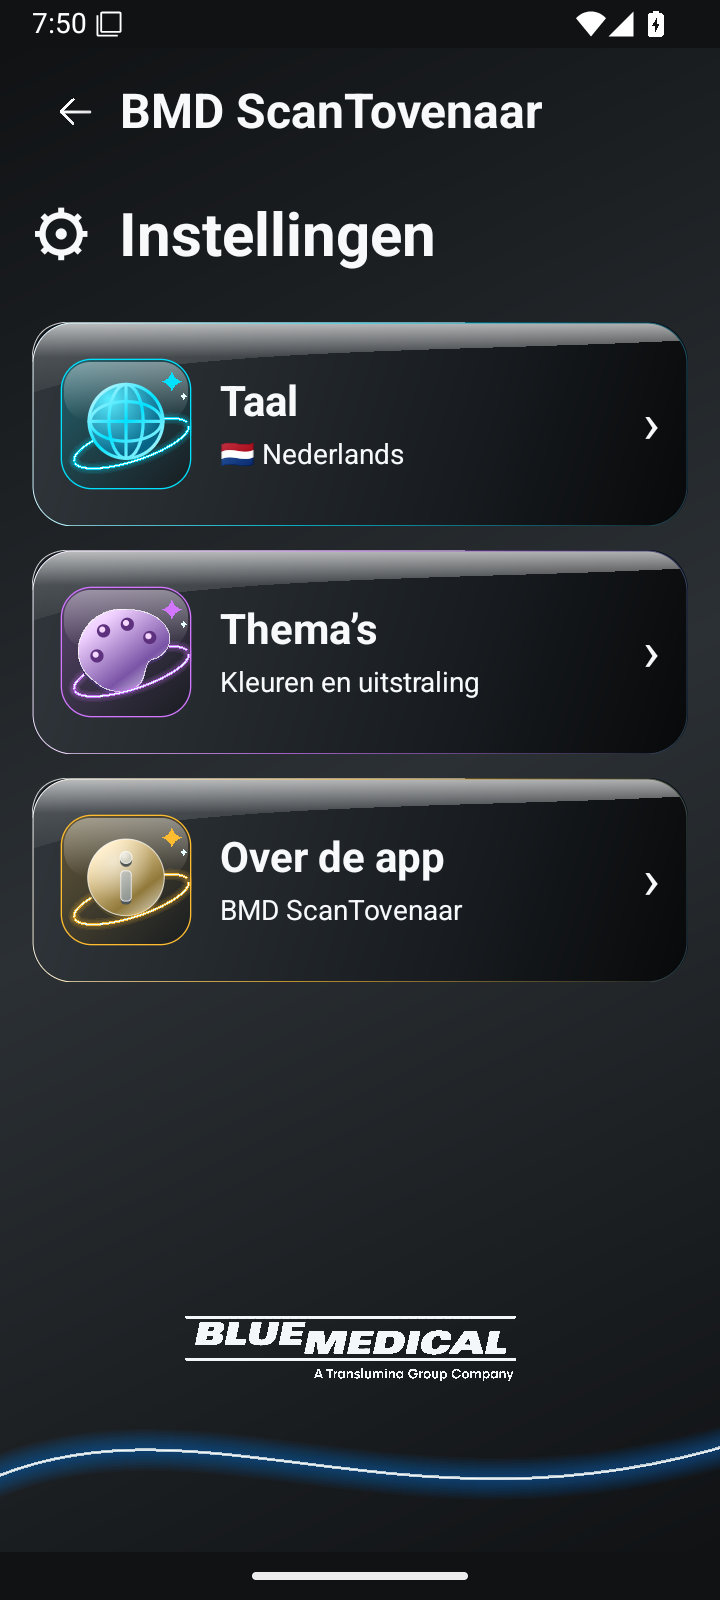 7:50
BMD ScanTovenaar
Instellingen
Taal
🇳🇱 Nederlands
Thema’s
Kleuren en uitstraling
Over de app
BMD ScanTovenaar
BLUEMEDICAL
A Translumina Group Company